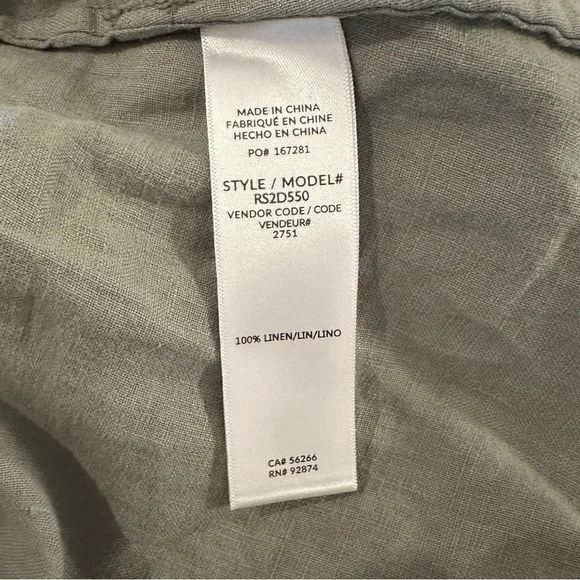 MADE IN CHINA
FABRIQUÉ EN CHINE
HECHO EN CHINA
PO# 167281
STYLE / MODEL#
RS2D550
VENDOR CODE / CODE
VENDEUR#
2751
100% LINEN/LIN/LINO
CA# 56266
RN# 92874